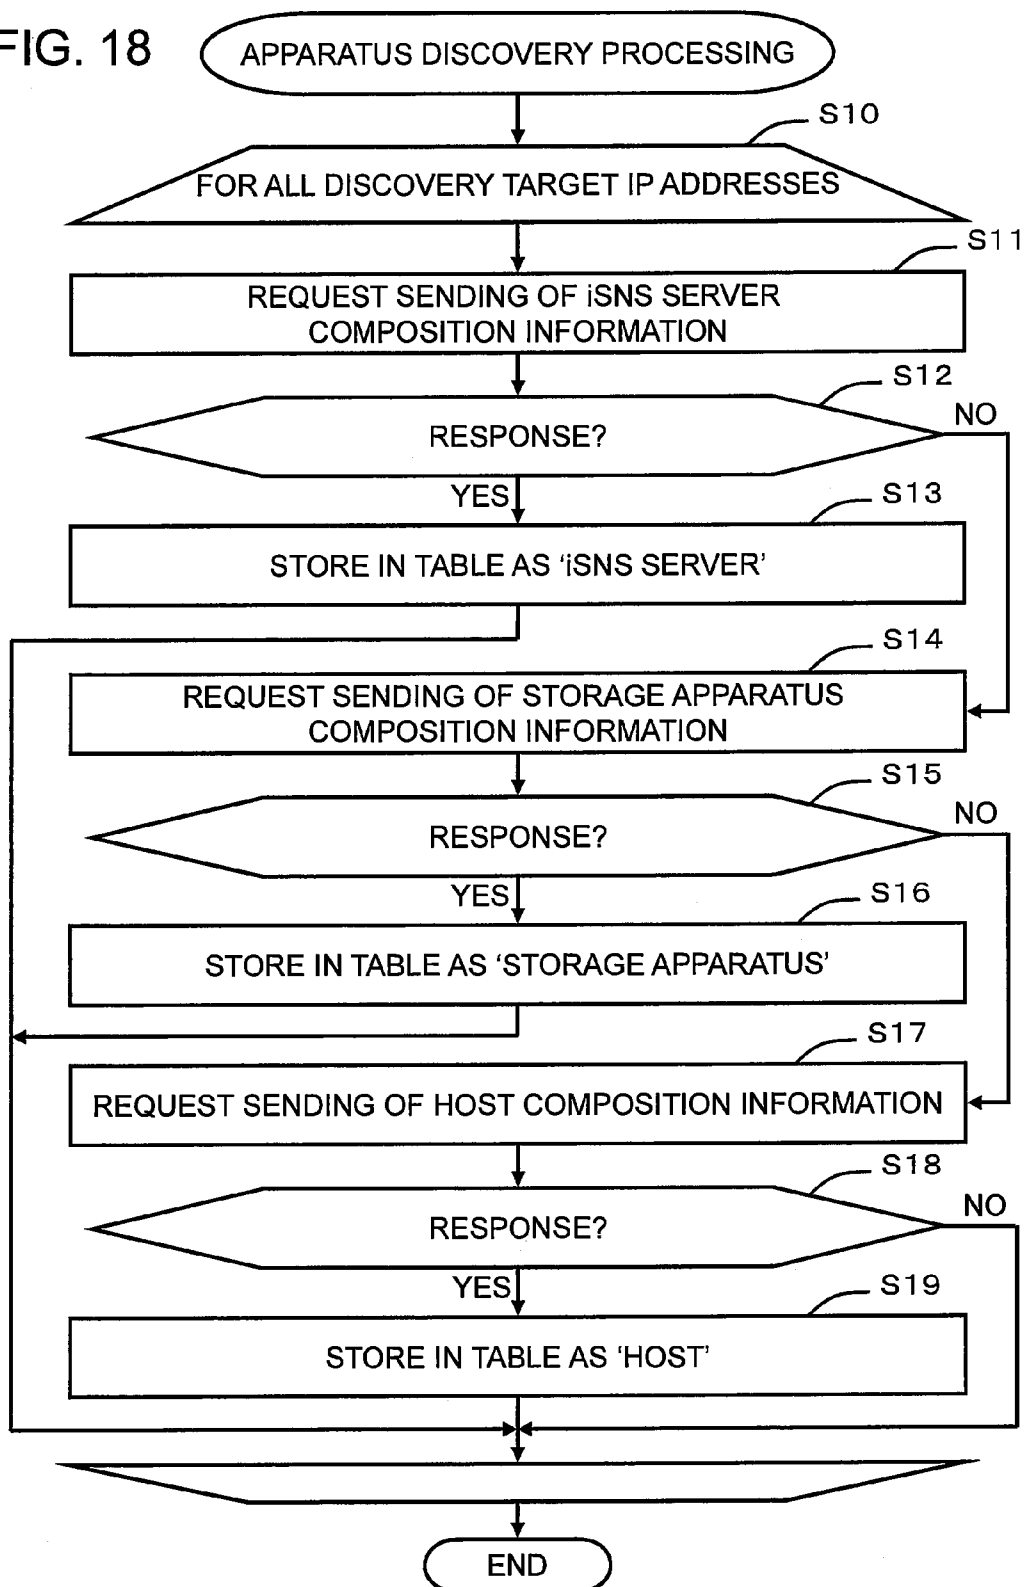 FIG. 18
APPARATUS DISCOVERY PROCESSING
S10
FOR ALL DISCOVERY TARGET IP ADDRESSES
S11
REQUEST SENDING OF iSNS SERVER
COMPOSITION INFORMATION
S12
RESPONSE?
NO
YES
S13
STORE IN TABLE AS ‘iSNS SERVER’
S14
REQUEST SENDING OF STORAGE APPARATUS
COMPOSITION INFORMATION
S15
RESPONSE?
NO
YES
S16
STORE IN TABLE AS ‘STORAGE APPARATUS’
S17
REQUEST SENDING OF HOST COMPOSITION INFORMATION
S18
RESPONSE?
NO
YES
S19
STORE IN TABLE AS ‘HOST’
END